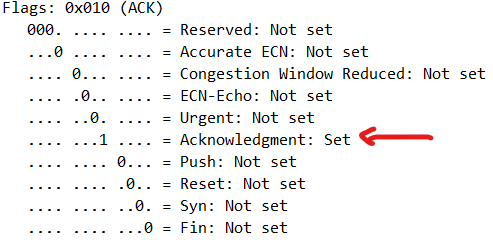 Flags: 0x010 (ACK)
000. .... .... = Reserved: Not set
...0 .... .... = Accurate ECN: Not set
.... 0... .... = Congestion Window Reduced: Not set
.... .0.. .... = ECN-Echo: Not set
.... ..0. .... = Urgent: Not set
.... ...1 .... = Acknowledgment: Set
.... .... 0... = Push: Not set
.... .... .0.. = Reset: Not set
.... .... ..0. = Syn: Not set
.... .... ...0 = Fin: Not set